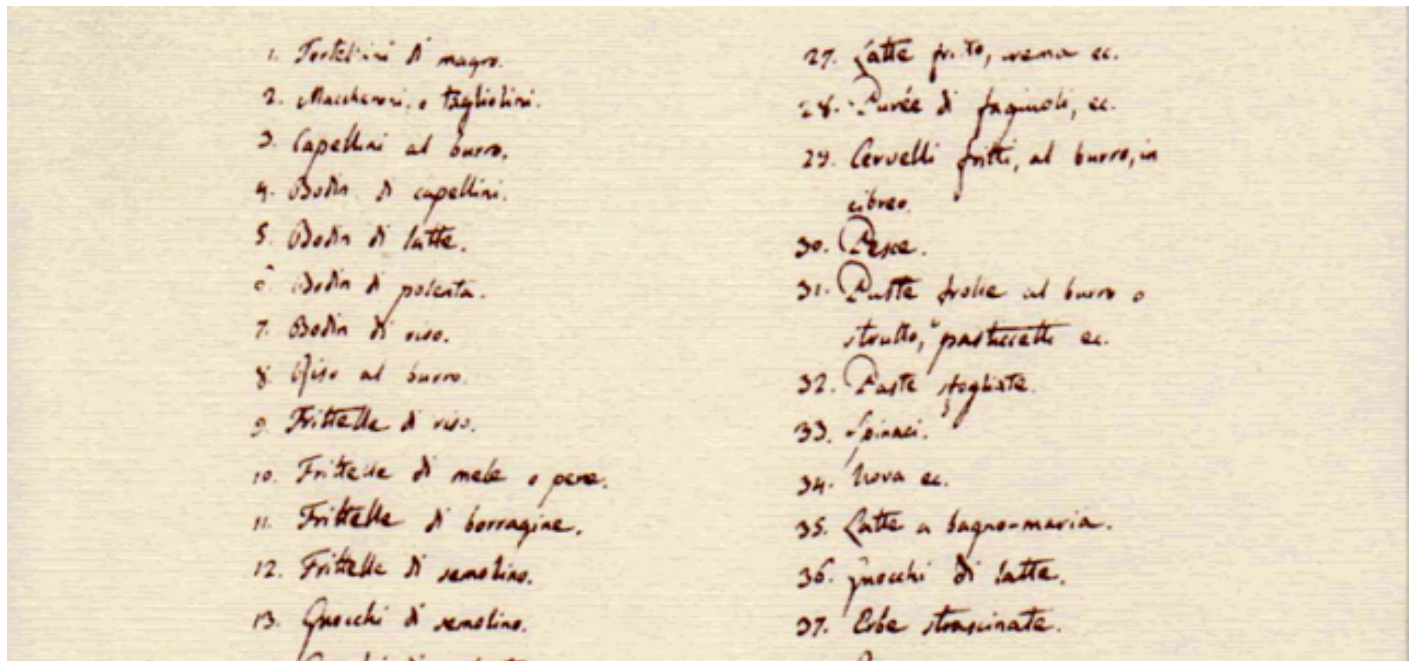 1. Tortellini di magro.
2. Maccheroni, o tagliolini.
3. Capellini al burro.
4. Bodin di capellini.
5. Bodin di latte.
6. Bodin di polenta.
7. Bodin di riso.
8. Riso al burro.
9. Frittelle di riso.
10. Frittelle di mele o pere.
11. Frittelle di borragine.
12. Frittelle di semolino.
13. Gnocchi di semolino.
27. Latte fritto, crema ec.
28. Purée di fagiuoli, ec.
29. Cervelli fritti, al burro, in
cibreo.
30. Pesce.
31. Paste frolle al burro o
strutto, pasticcetti ec.
32. Paste sfogliate.
33. Spinaci.
34. Uova ec.
35. Latte a bagno-maria.
36. Gnocchi di latte.
37. Erbe strascinate.